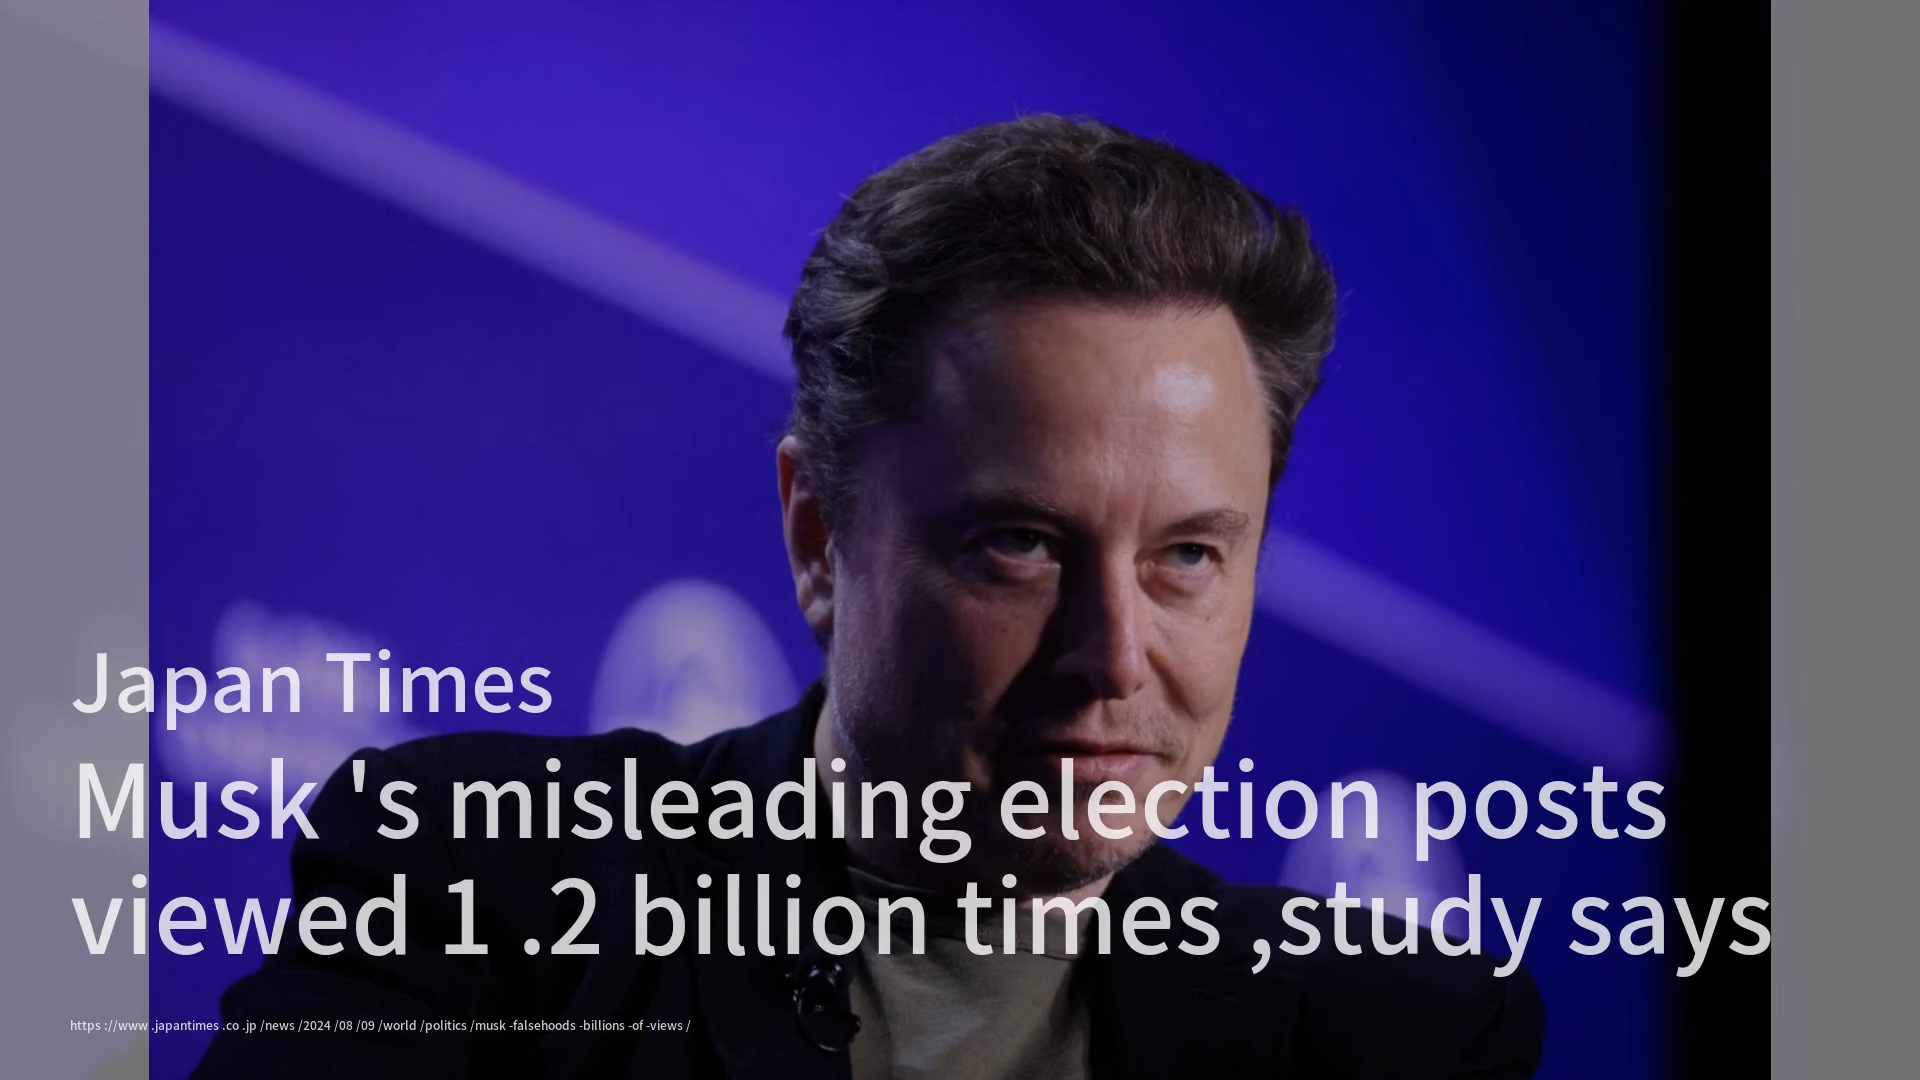 Japan Times
Musk 's misleading election posts
viewed 1 .2 billion times ,study says
https ://www .japantimes .co .jp /news /2024 /08 /09 /world /politics /musk -falsehoods -billions -of -views /